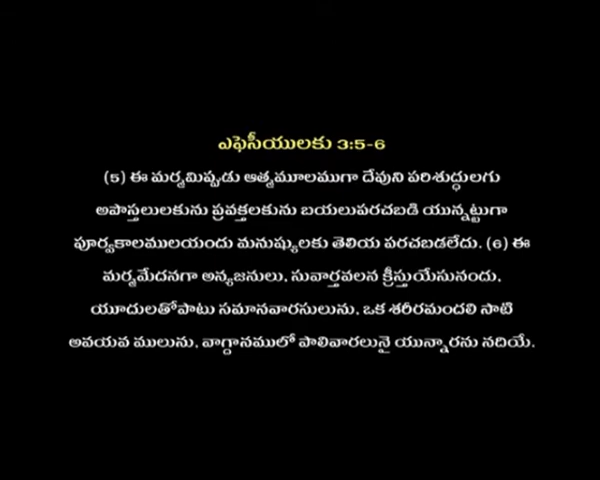 ఎఫెసీయులకు 3:5-6
(5) ఈ మర్మమిప్పుడు ఆత్మమూలముగా దేవుని పరిశుద్ధులగు
అపొస్తలులకును ప్రవక్తలకును బయలుపరచబడి యున్నట్టుగా
పూర్వకాలములయందు మనుష్యులకు తెలియ పరచబడలేదు. (6) ఈ
మర్మమేదనగా అన్యజనులు, సువార్తవలన క్రీస్తుయేసునందు,
యూదులతోపాటు సమానవారసులును, ఒక శరీరమందలి సాటి
అవయవ ములును, వాగ్దానములో పాలివారలునై యున్నారను నదియే.